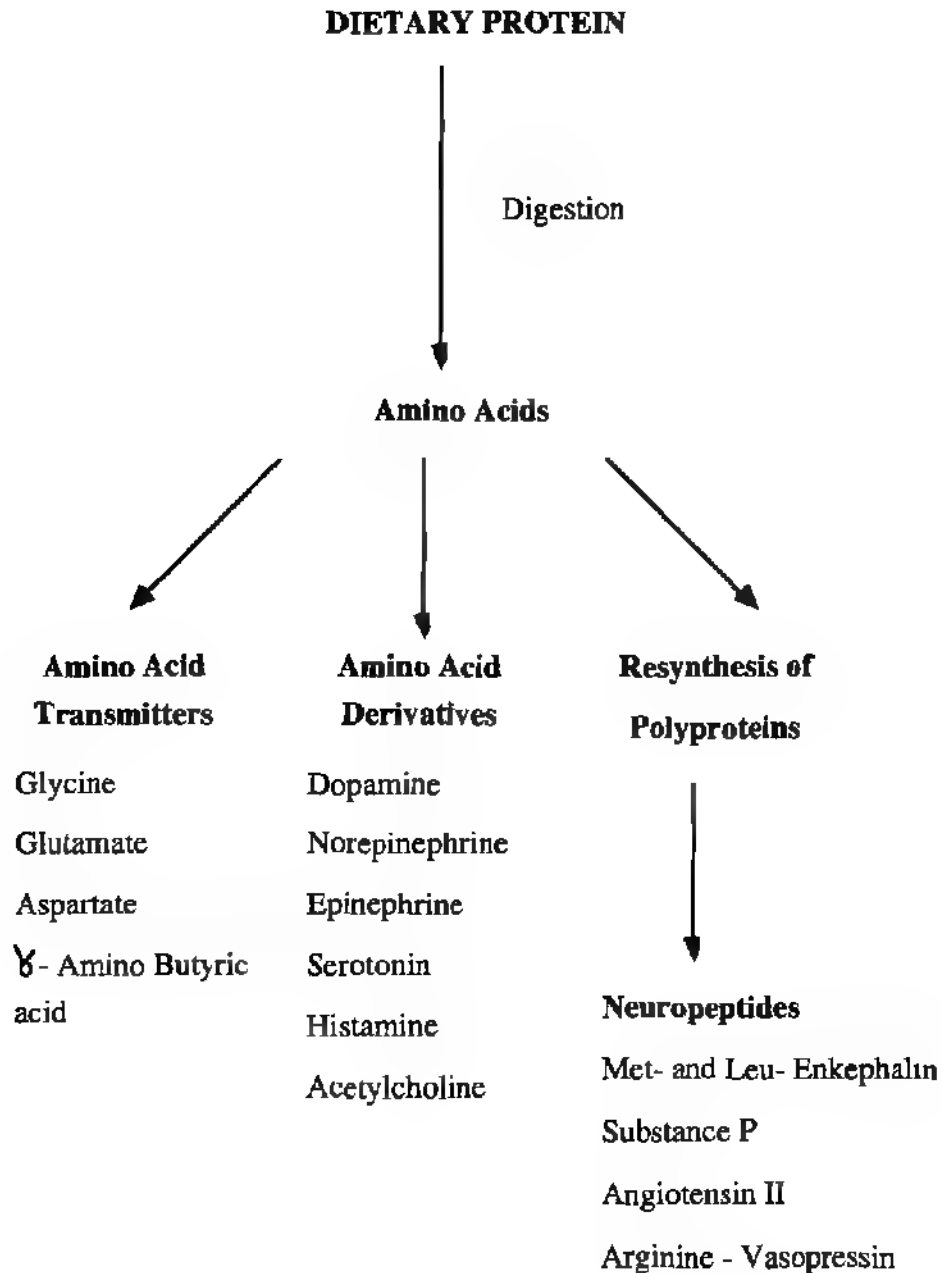 DIETARY PROTEIN
Digestion
Amino Acids
Amino Acid
Transmitters
Glycine
Glutamate
Aspartate
ɣ- Amino Butyric
acid
Amino Acid
Derivatives
Dopamine
Norepinephrine
Epinephrine
Serotonin
Histamine
Acetylcholine
Resynthesis of
Polyproteins
Neuropeptides
Met- and Leu- Enkephalin
Substance P
Angiotensin II
Arginine - Vasopressin